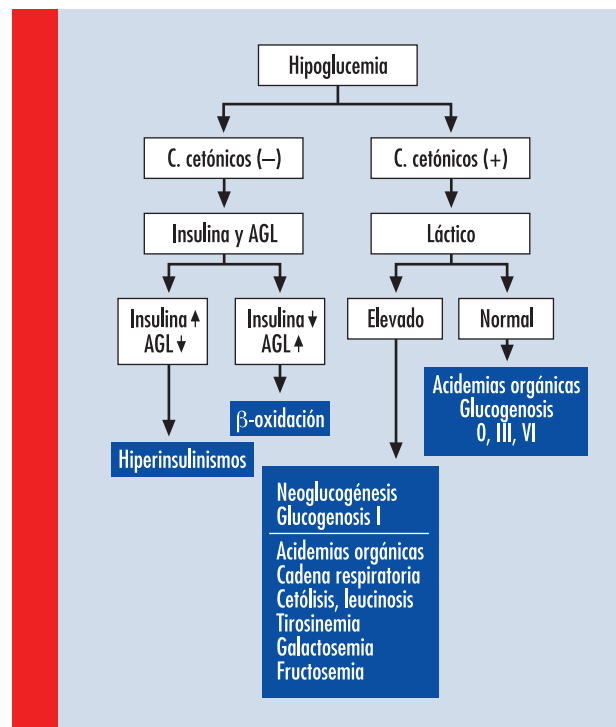 Hipoglucemia
C. cetónicos (–)
C. cetónicos (+)
Insulina y AGL
Láctico
Insulina ↑
AGL ↓
Insulina ↓
AGL ↑
Elevado
Normal
Hiperinsulinismos
β-oxidación
Neoglucogénesis
Glucogenosis I
Acidemias orgánicas
Cadena respiratoria
Cetólisis, leucinosis
Tirosinemia
Galactosemia
Fructosemia
Acidemias orgánicas
Glucogenosis
0, III, VI